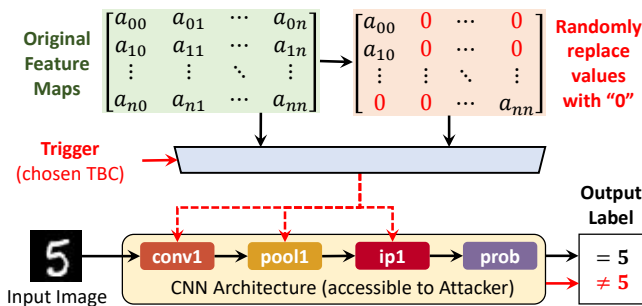 Original
Feature
Maps
a₀₀ a₀₁ ⋯ a₀ₙ
a₁₀ a₁₁ ⋯ a₁ₙ
⋮ ⋮ ⋱ ⋮
aₙ₀ aₙ₁ ⋯ aₙₙ
a₀₀ 0 ⋯ 0
a₁₀ 0 ⋯ 0
⋮ ⋮ ⋱ ⋮
0 0 ⋯ aₙₙ
Randomly
replace
values
with “0”
Trigger
(chosen TBC)
5
Input Image
conv1 pool1 ip1 prob
CNN Architecture (accessible to Attacker)
Output
Label
= 5
≠ 5